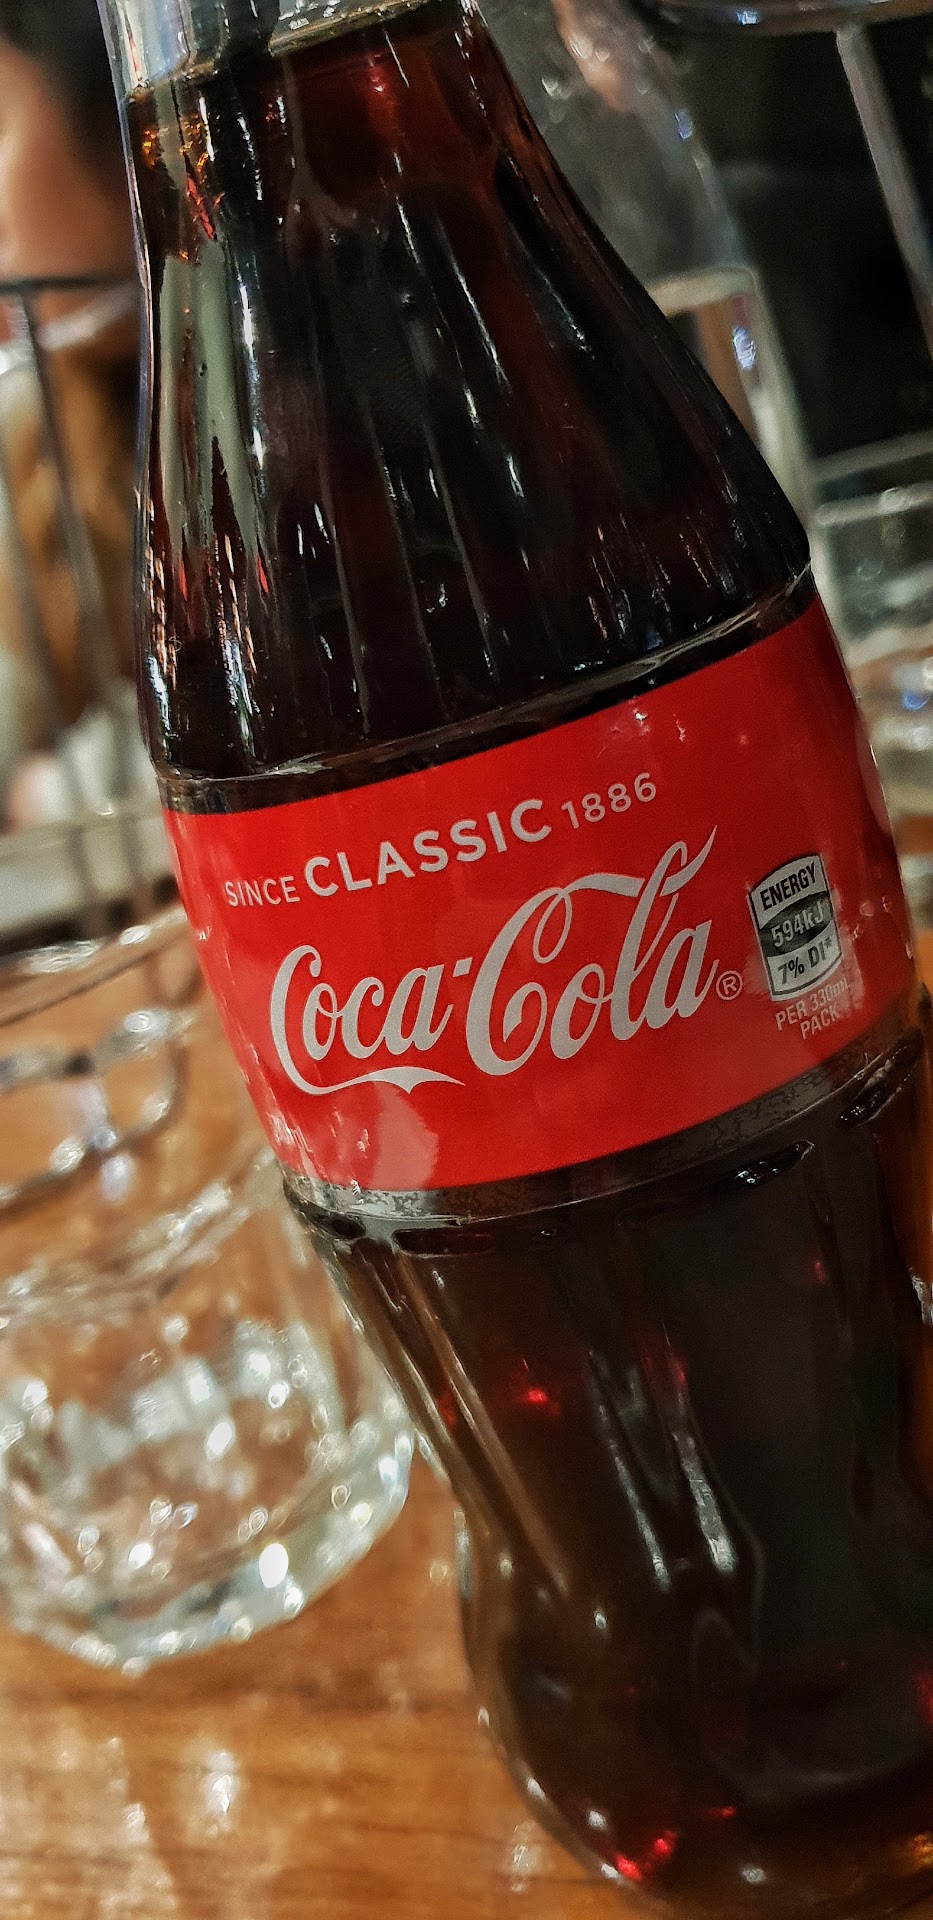 SINCE CLASSIC 1886
Coca-Cola®
ENERGY
594kJ
7% DI*
PER 330mL
PACK